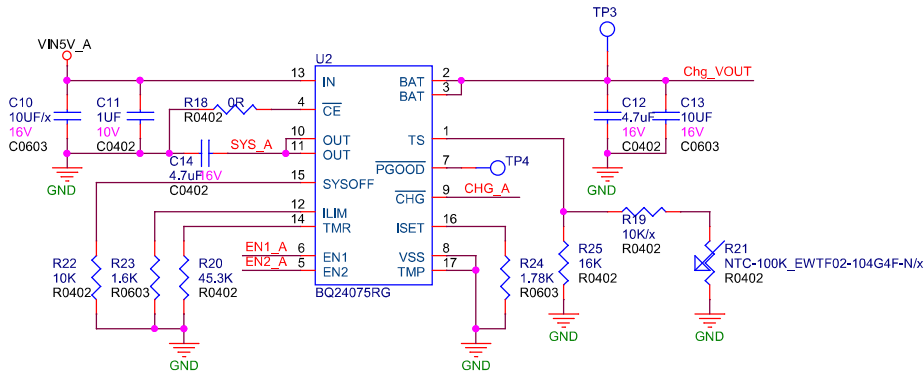 TP3
VIN5V_A
U2
13 IN
BAT 2
BAT 3
Chg_VOUT
C10
10UF/x
16V
C0603
C11
1UF
10V
C0402
R18 0R
R0402
4 CE
C12
4.7uF
16V
C0402
C13
10UF
16V
C0603
GND
SYS_A
10 OUT
11 OUT
TS 1
C14
4.7uF 16V
C0402
PGOOD 7
TP4
15 SYSOFF
CHG 9
CHG_A
GND
12 ILIM
14 TMR
ISET 16
R19
10K/x
R0402
EN1_A 6 EN1
EN2_A 5 EN2
VSS 8
TMP 17
BQ24075RG
R22
10K
R0402
R23
1.6K
R0603
R20
45.3K
R0402
R24
1.78K
R0603
R25
16K
R0402
R21
NTC-100K_EWTF02-104G4F-N/x
R0402
GND
GND
GND
GND